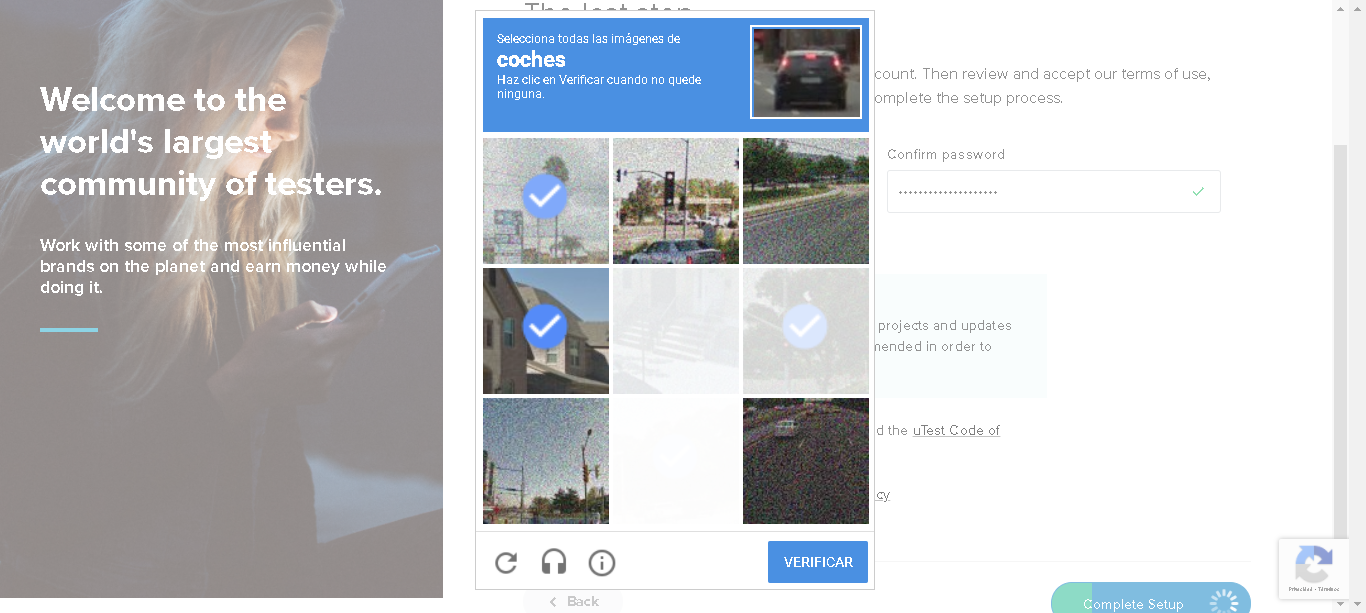 Welcome to the
world's largest
community of testers.
Work with some of the most influential
brands on the planet and earn money while
doing it.
The last step
Selecciona todas las imágenes de
coches
Haz clic en Verificar cuando no quede
ninguna.
VERIFICAR
count. Then review and accept our terms of use,
omplete the setup process.
Confirm password
projects and updates
mended in order to
d the uTest Code of
cy
Back
Complete Setup
Privacidad - Términos